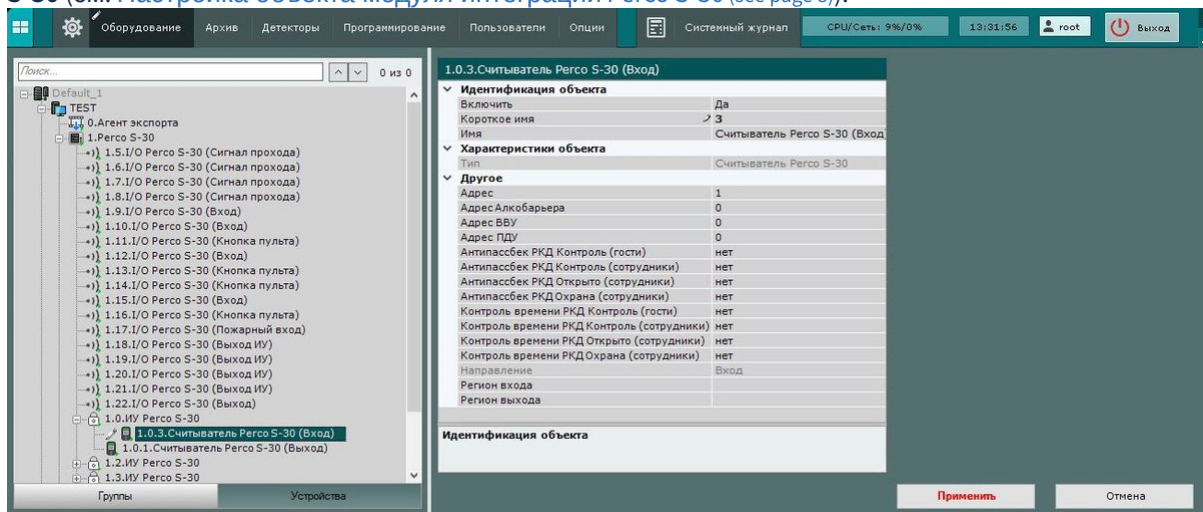 S-30 (см. Настройка объекта модуля интеграции Perco S-30 (see page 6)).
Оборудование Архив Детекторы Программирование Пользователи Опции Системный журнал CPU/Сеть: 9%/0% 13:31:56 root Выход
Поиск... 0 из 0
Default_1
TEST
0.Агент экспорта
1.Perco S-30
1.5.I/O Perco S-30 (Сигнал прохода)
1.6.I/O Perco S-30 (Сигнал прохода)
1.7.I/O Perco S-30 (Сигнал прохода)
1.8.I/O Perco S-30 (Сигнал прохода)
1.9.I/O Perco S-30 (Вход)
1.10.I/O Perco S-30 (Вход)
1.11.I/O Perco S-30 (Кнопка пульта)
1.12.I/O Perco S-30 (Вход)
1.13.I/O Perco S-30 (Кнопка пульта)
1.14.I/O Perco S-30 (Кнопка пульта)
1.15.I/O Perco S-30 (Вход)
1.16.I/O Perco S-30 (Кнопка пульта)
1.17.I/O Perco S-30 (Пожарный вход)
1.18.I/O Perco S-30 (Выход ИУ)
1.19.I/O Perco S-30 (Выход ИУ)
1.20.I/O Perco S-30 (Выход ИУ)
1.21.I/O Perco S-30 (Выход ИУ)
1.22.I/O Perco S-30 (Выход)
1.0.ИУ Perco S-30
1.0.3.Считыватель Perco S-30 (Вход)
1.0.1.Считыватель Perco S-30 (Выход)
1.2.ИУ Perco S-30
1.3.ИУ Perco S-30
Группы Устройства
1.0.3.Считыватель Perco S-30 (Вход)
Идентификация объекта
Включить Да
Короткое имя 3
Имя Считыватель Perco S-30 (Вход)
Характеристики объекта
Тип Считыватель Perco S-30
Другое
Адрес 1
Адрес Алкобарьера 0
Адрес ВВУ 0
Адрес ПДУ 0
Антипассбек РКД Контроль (гости) нет
Антипассбек РКД Контроль (сотрудники) нет
Антипассбек РКД Открыто (сотрудники) нет
Антипассбек РКД Охрана (сотрудники) нет
Контроль времени РКД Контроль (гости) нет
Контроль времени РКД Контроль (сотрудники) нет
Контроль времени РКД Открыто (сотрудники) нет
Контроль времени РКД Охрана (сотрудники) нет
Направление Вход
Регион входа
Регион выхода
Идентификация объекта
Применить Отмена